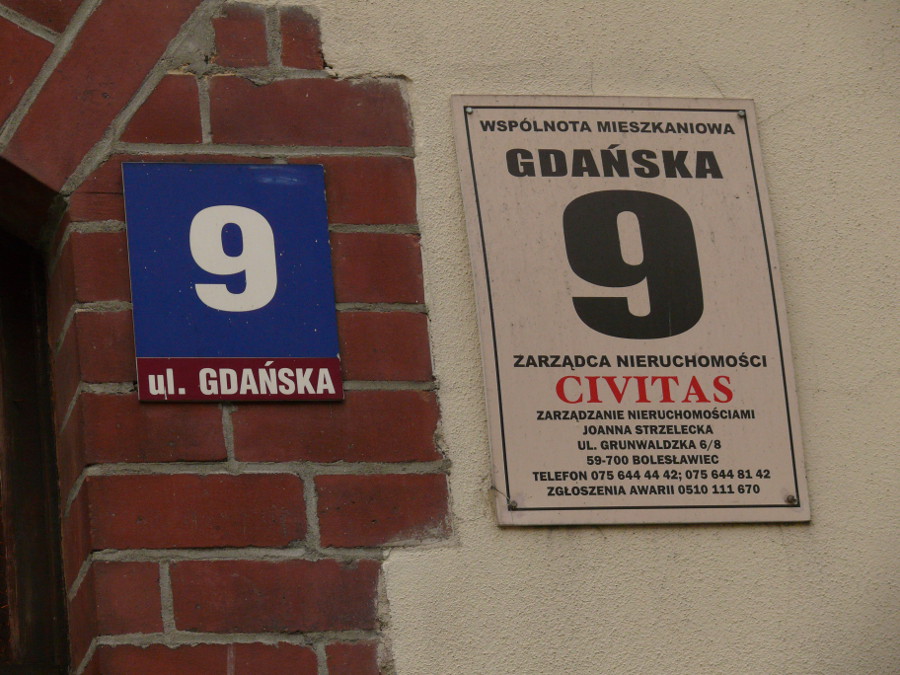 9
ul. GDAŃSKA
WSPÓLNOTA MIESZKANIOWA
GDAŃSKA
9
ZARZĄDCA NIERUCHOMOŚCI
CIVITAS
ZARZĄDZANIE NIERUCHOMOŚCIAMI
JOANNA STRZELECKA
UL. GRUNWALDZKA 6/8
59-700 BOLESŁAWIEC
TELEFON 075 644 44 42; 075 644 81 42
ZGŁOSZENIA AWARII 0510 111 670